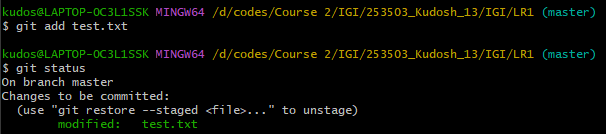 kudos@LAPTOP-OC3L1SSK MINGW64 /d/codes/Course 2/IGI/253503_Kudosh_13/IGI/LR1 (master)
$ git add test.txt
kudos@LAPTOP-OC3L1SSK MINGW64 /d/codes/Course 2/IGI/253503_Kudosh_13/IGI/LR1 (master)
$ git status
On branch master
Changes to be committed:
  (use "git restore --staged <file>..." to unstage)
        modified:   test.txt